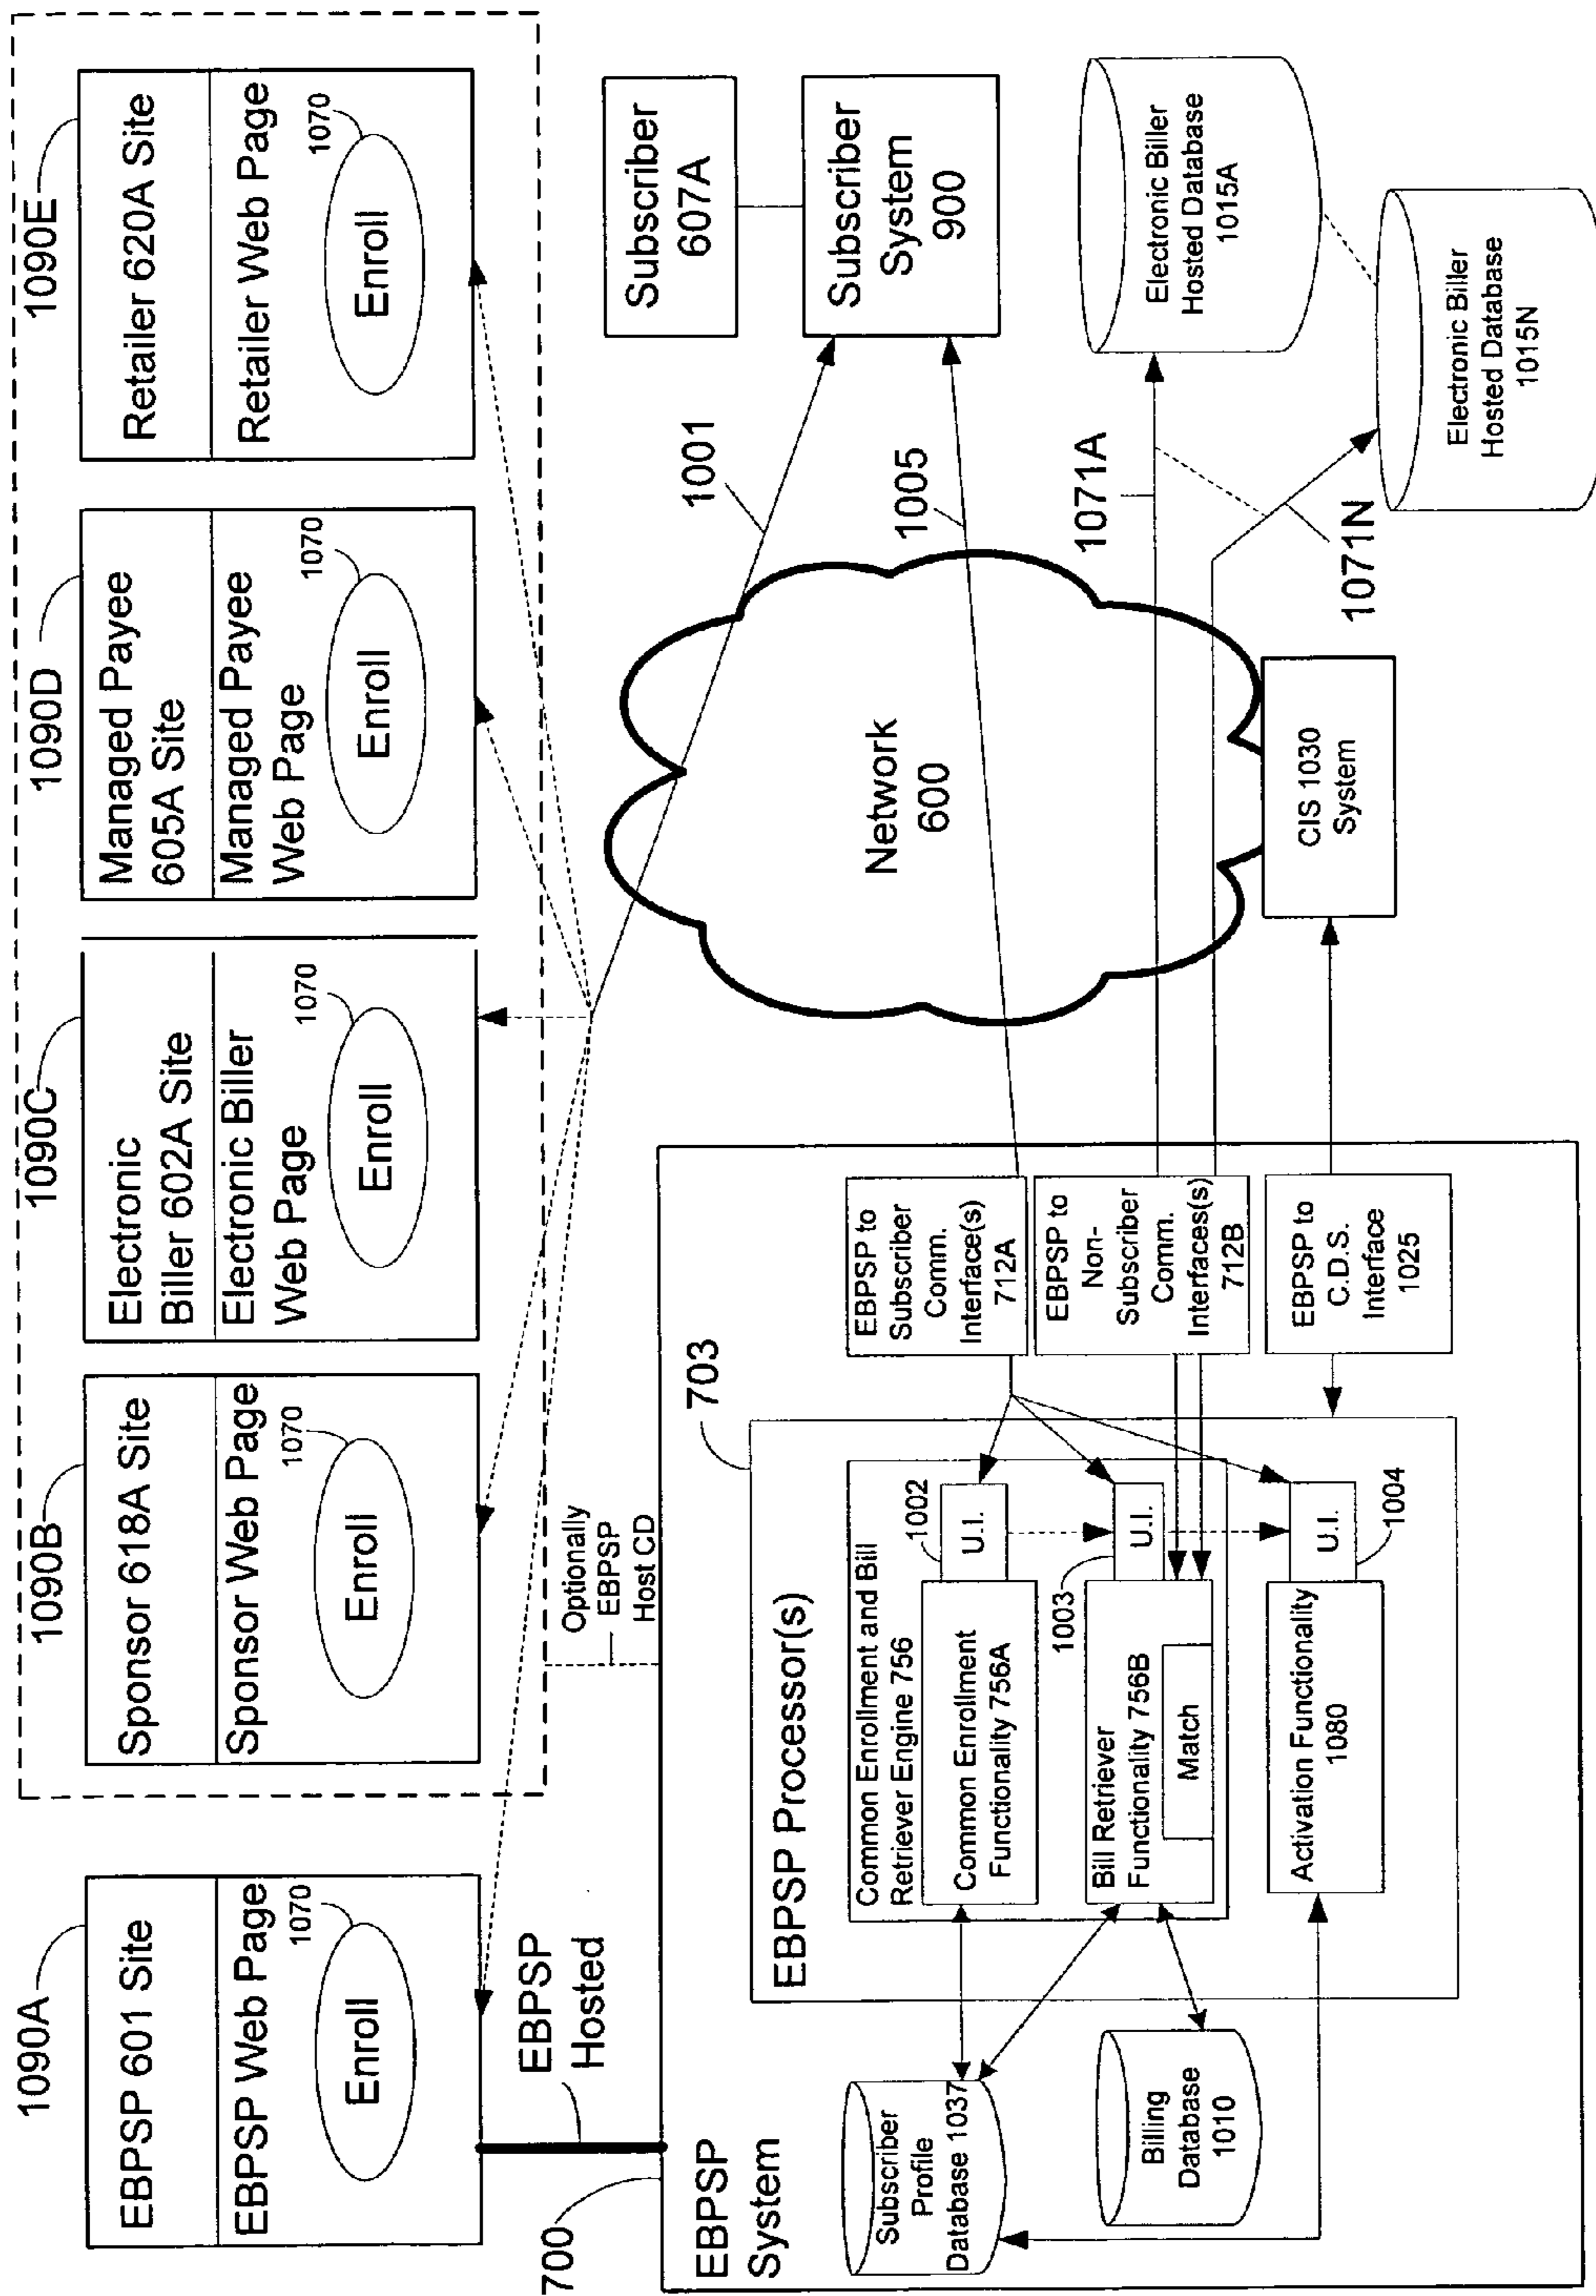 1090A
EBPSP 601 Site
EBPSP Web Page
1070
Enroll
1090B
Sponsor 618A Site
Sponsor Web Page
1070
Enroll
1090C
Electronic
Biller 602A Site
Electronic Biller
Web Page
1070
Enroll
1090D
Managed Payee
605A Site
Managed Payee
Web Page
1070
Enroll
1090E
Retailer 620A Site
Retailer Web Page
1070
Enroll
EBPSP
Hosted
Optionally
EBPSP
Host CD
700
EBPSP
System
Subscriber
Profile
Database 1037
Billing
Database
1010
703
EBPSP Processor(s)
Common Enrollment and Bill
Retriever Engine 756
1002
Common Enrollment
Functionality 756A
U.I.
1003
Bill Retriever
Functionality 756B
Match
U.I.
Activation Functionality
1080
U.I.
1004
EBPSP to
Subscriber
Comm.
Interface(s)
712A
EBPSP to
Non-
Subscriber
Comm.
Interfaces(s)
712B
EBPSP to
C.D.S.
Interface
1025
Network
600
CIS 1030
System
1001
1005
1071A
1071N
Subscriber
607A
Subscriber
System
900
Electronic Biller
Hosted Database
1015A
Electronic Biller
Hosted Database
1015N